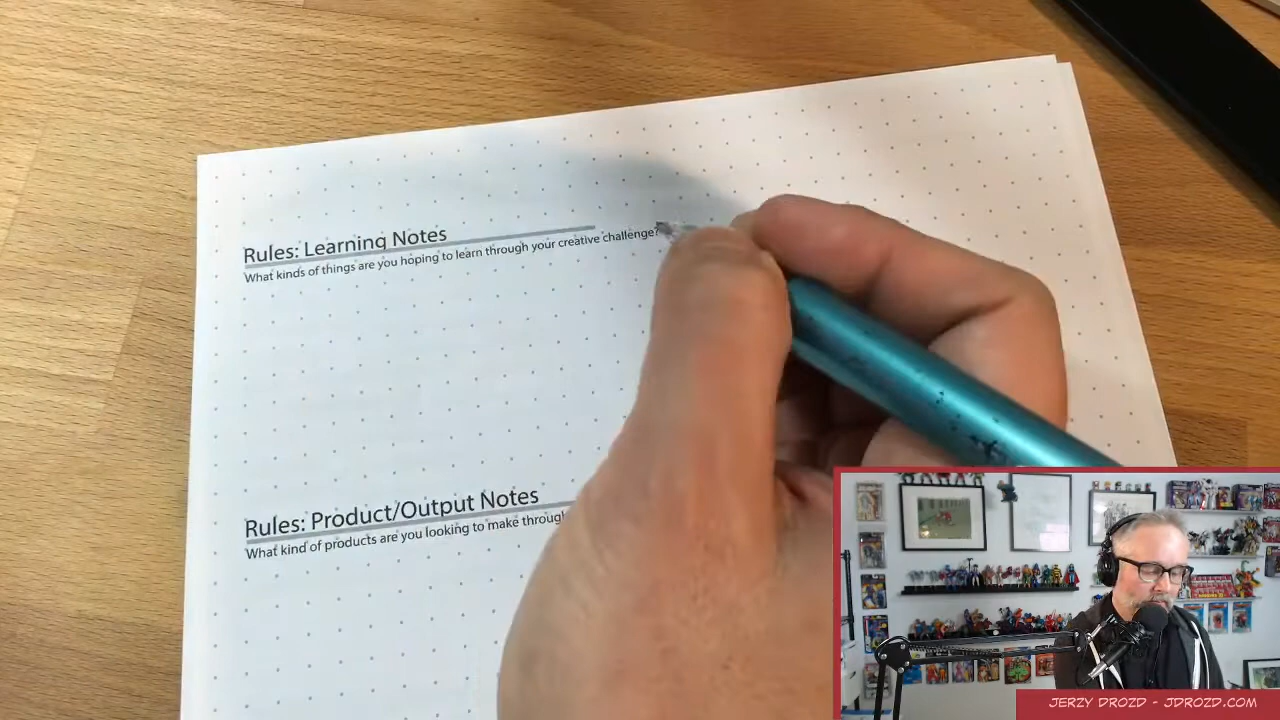 Rules: Learning Notes
What kinds of things are you hoping to learn through your creative challenge?
Rules: Product/Output Notes
What kind of products are you looking to make through
JERZY DROZD - JDROZD.COM